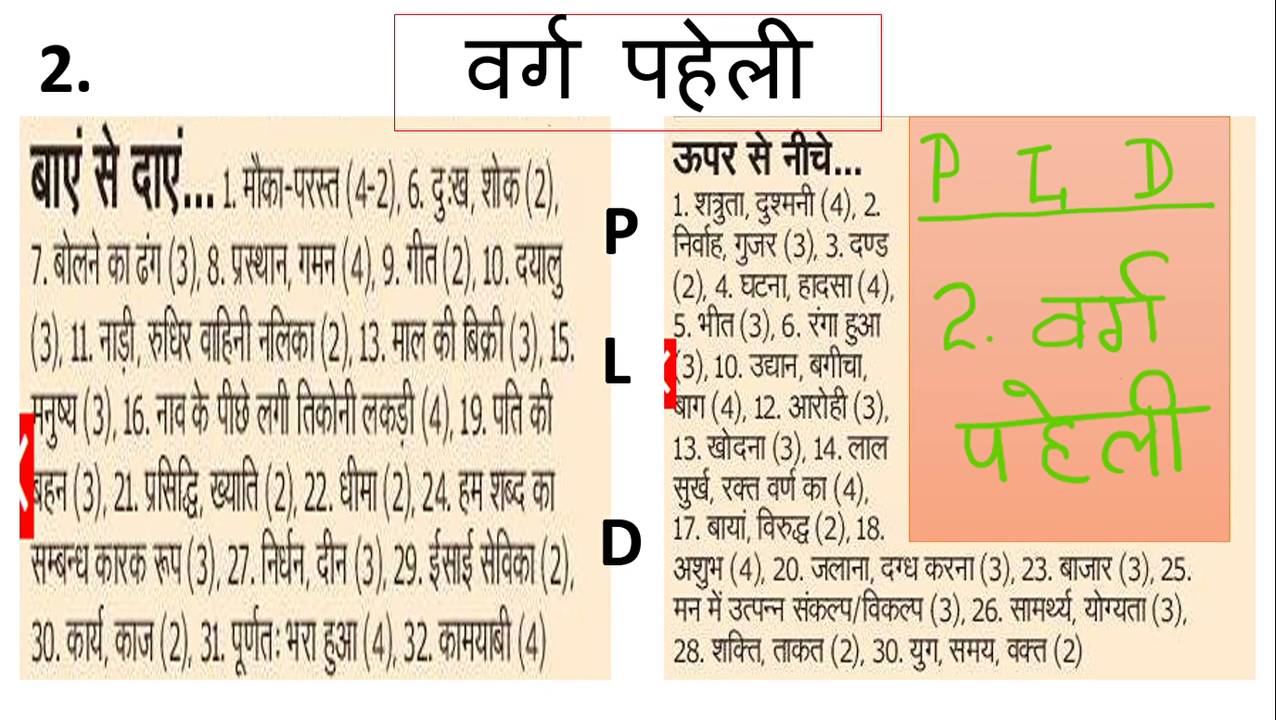 2.
वर्ग पहेली
बाएं से दाएं... 1. मौका-परस्त (4-2), 6. दुःख, शोक (2),
7. बोलने का ढंग (3), 8. प्रस्थान, गमन (4), 9. गीत (2), 10. दयालु
(3), 11. नाड़ी, रुधिर वाहिनी नलिका (2), 13. माल की बिक्री (3), 15.
मनुष्य (3), 16. नाव के पीछे लगी तिकोनी लकड़ी (4), 19. पति की
बहन (3), 21. प्रसिद्धि, ख्याति (2), 22. धीमा (2), 24. हम शब्द का
सम्बन्ध कारक रूप (3), 27. निर्धन, दीन (3), 29. ईसाई सेविका (2),
30. कार्य, काज (2), 31. पूर्णतः भरा हुआ (4), 32. कामयाबी (4)
P
L
D
ऊपर से नीचे...
1. शत्रुता, दुश्मनी (4), 2.
निर्वाह, गुजर (3), 3. दण्ड
(2), 4. घटना, हादसा (4),
5. भीत (3), 6. रंगा हुआ
(3), 10. उद्यान, बगीचा,
बाग (4), 12. आरोही (3),
13. खोदना (3), 14. लाल
सुर्ख, रक्त वर्ण का (4),
17. बायां, विरुद्ध (2), 18.
अशुभ (4), 20. जलाना, दग्ध करना (3), 23. बाजार (3), 25.
मन में उत्पन्न संकल्प/विकल्प (3), 26. सामर्थ्य, योग्यता (3),
28. शक्ति, ताकत (2), 30. युग, समय, वक्त (2)
P L D
2. वर्ग
पहेली